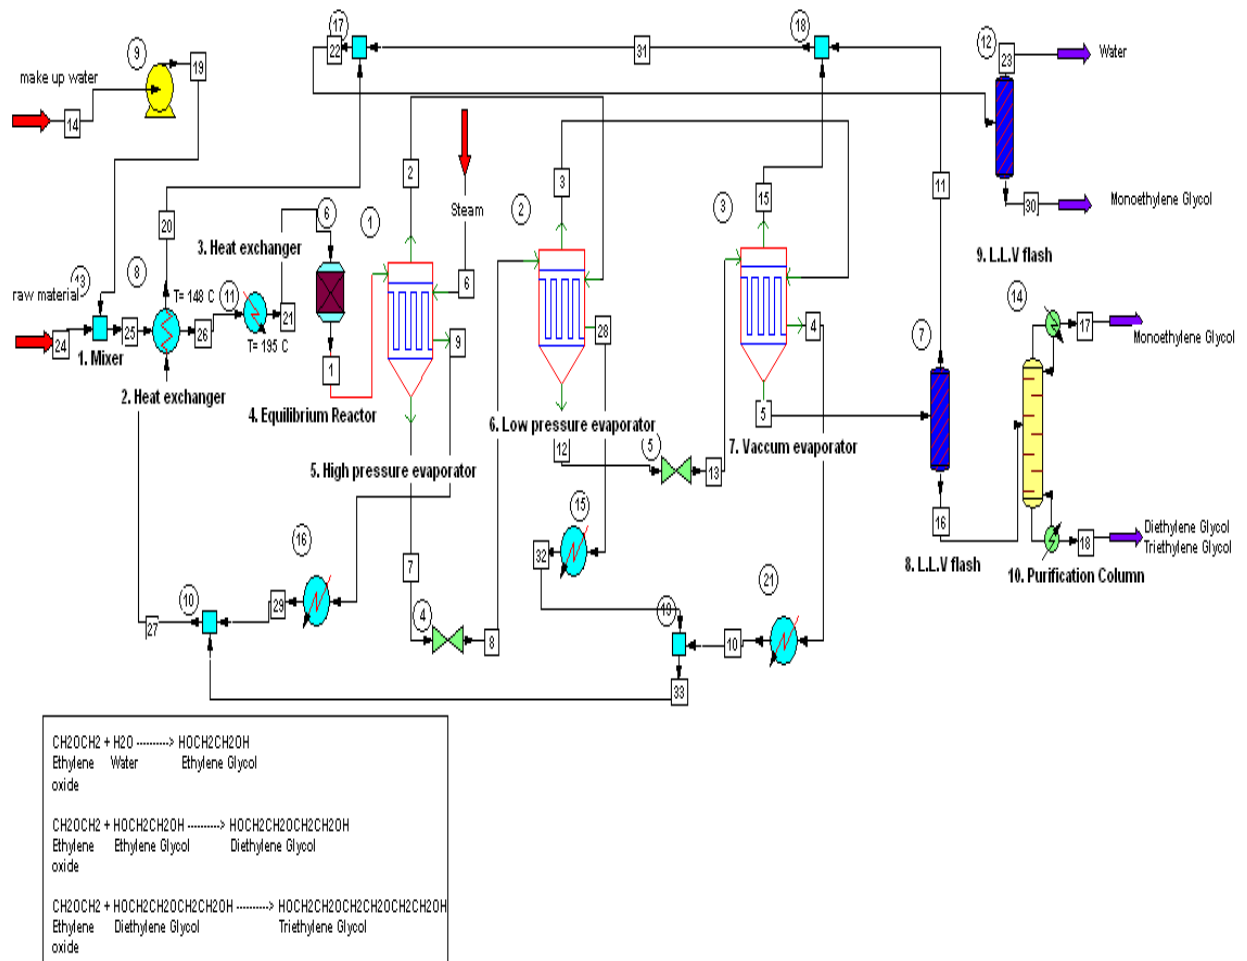 17
18
12
23
Water
9
19
22
31
make up water
14
2
3
15
11
Steam
Monoethylene Glycol
30
20
6
1
2
3
3. Heat exchanger
9. L.L.V flash
13
8
T= 148 C
11
6
14
raw material
21
28
4
17
Monoethylene Glycol
24
25
26
T= 195 C
9
7
1. Mixer
1
2. Heat exchanger
4. Equilibrium Reactor
5
6. Low pressure evaporator
7. Vaccum evaporator
12
5
13
5. High pressure evaporator
15
16
Diethylene Glycol
Triethylene Glycol
18
16
32
8. L.L.V flash
10. Purification Column
7
21
10
29
4
19
27
8
10
33
CH2OCH2 + H2O ----------> HOCH2CH2OH
Ethylene Water Ethylene Glycol
oxide
CH2OCH2 + HOCH2CH2OH ----------> HOCH2CH2OCH2CH2OH
Ethylene Ethylene Glycol Diethylene Glycol
oxide
CH2OCH2 + HOCH2CH2OCH2CH2OH ----------> HOCH2CH2OCH2CH2OCH2CH2OH
Ethylene Diethylene Glycol Triethylene Glycol
oxide